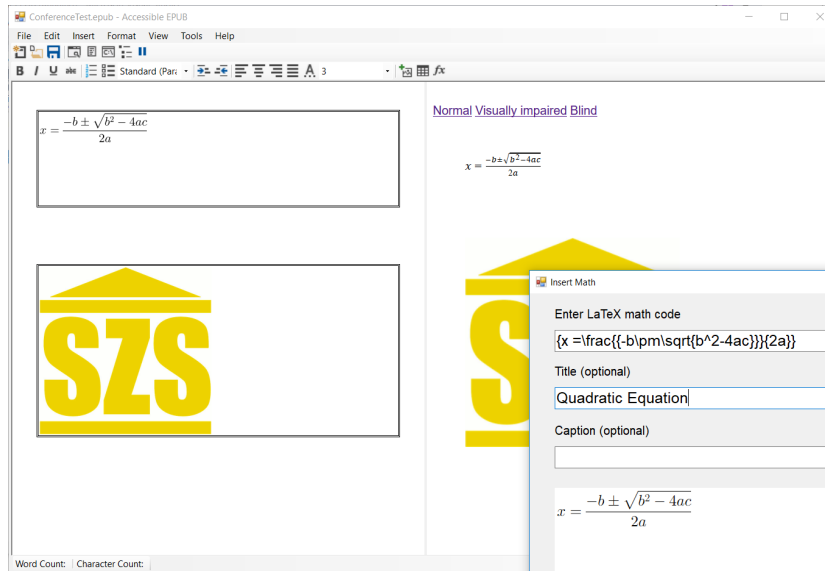 ConferenceTest.epub - Accessible EPUB
File Edit Insert Format View Tools Help
B I U abc Standard (Para 3 fx
Normal Visually impaired Blind
x = \frac{-b \pm \sqrt{b^2 - 4ac}}{2a}
x = \frac{-b \pm \sqrt{b^2-4ac}}{2a}
SZS
S
Insert Math
Enter LaTeX math code
{x =\frac{{-b\pm\sqrt{b^2-4ac}}}{2a}}
Title (optional)
Quadratic Equation
Caption (optional)
x = \frac{-b \pm \sqrt{b^2 - 4ac}}{2a}
Word Count: Character Count: